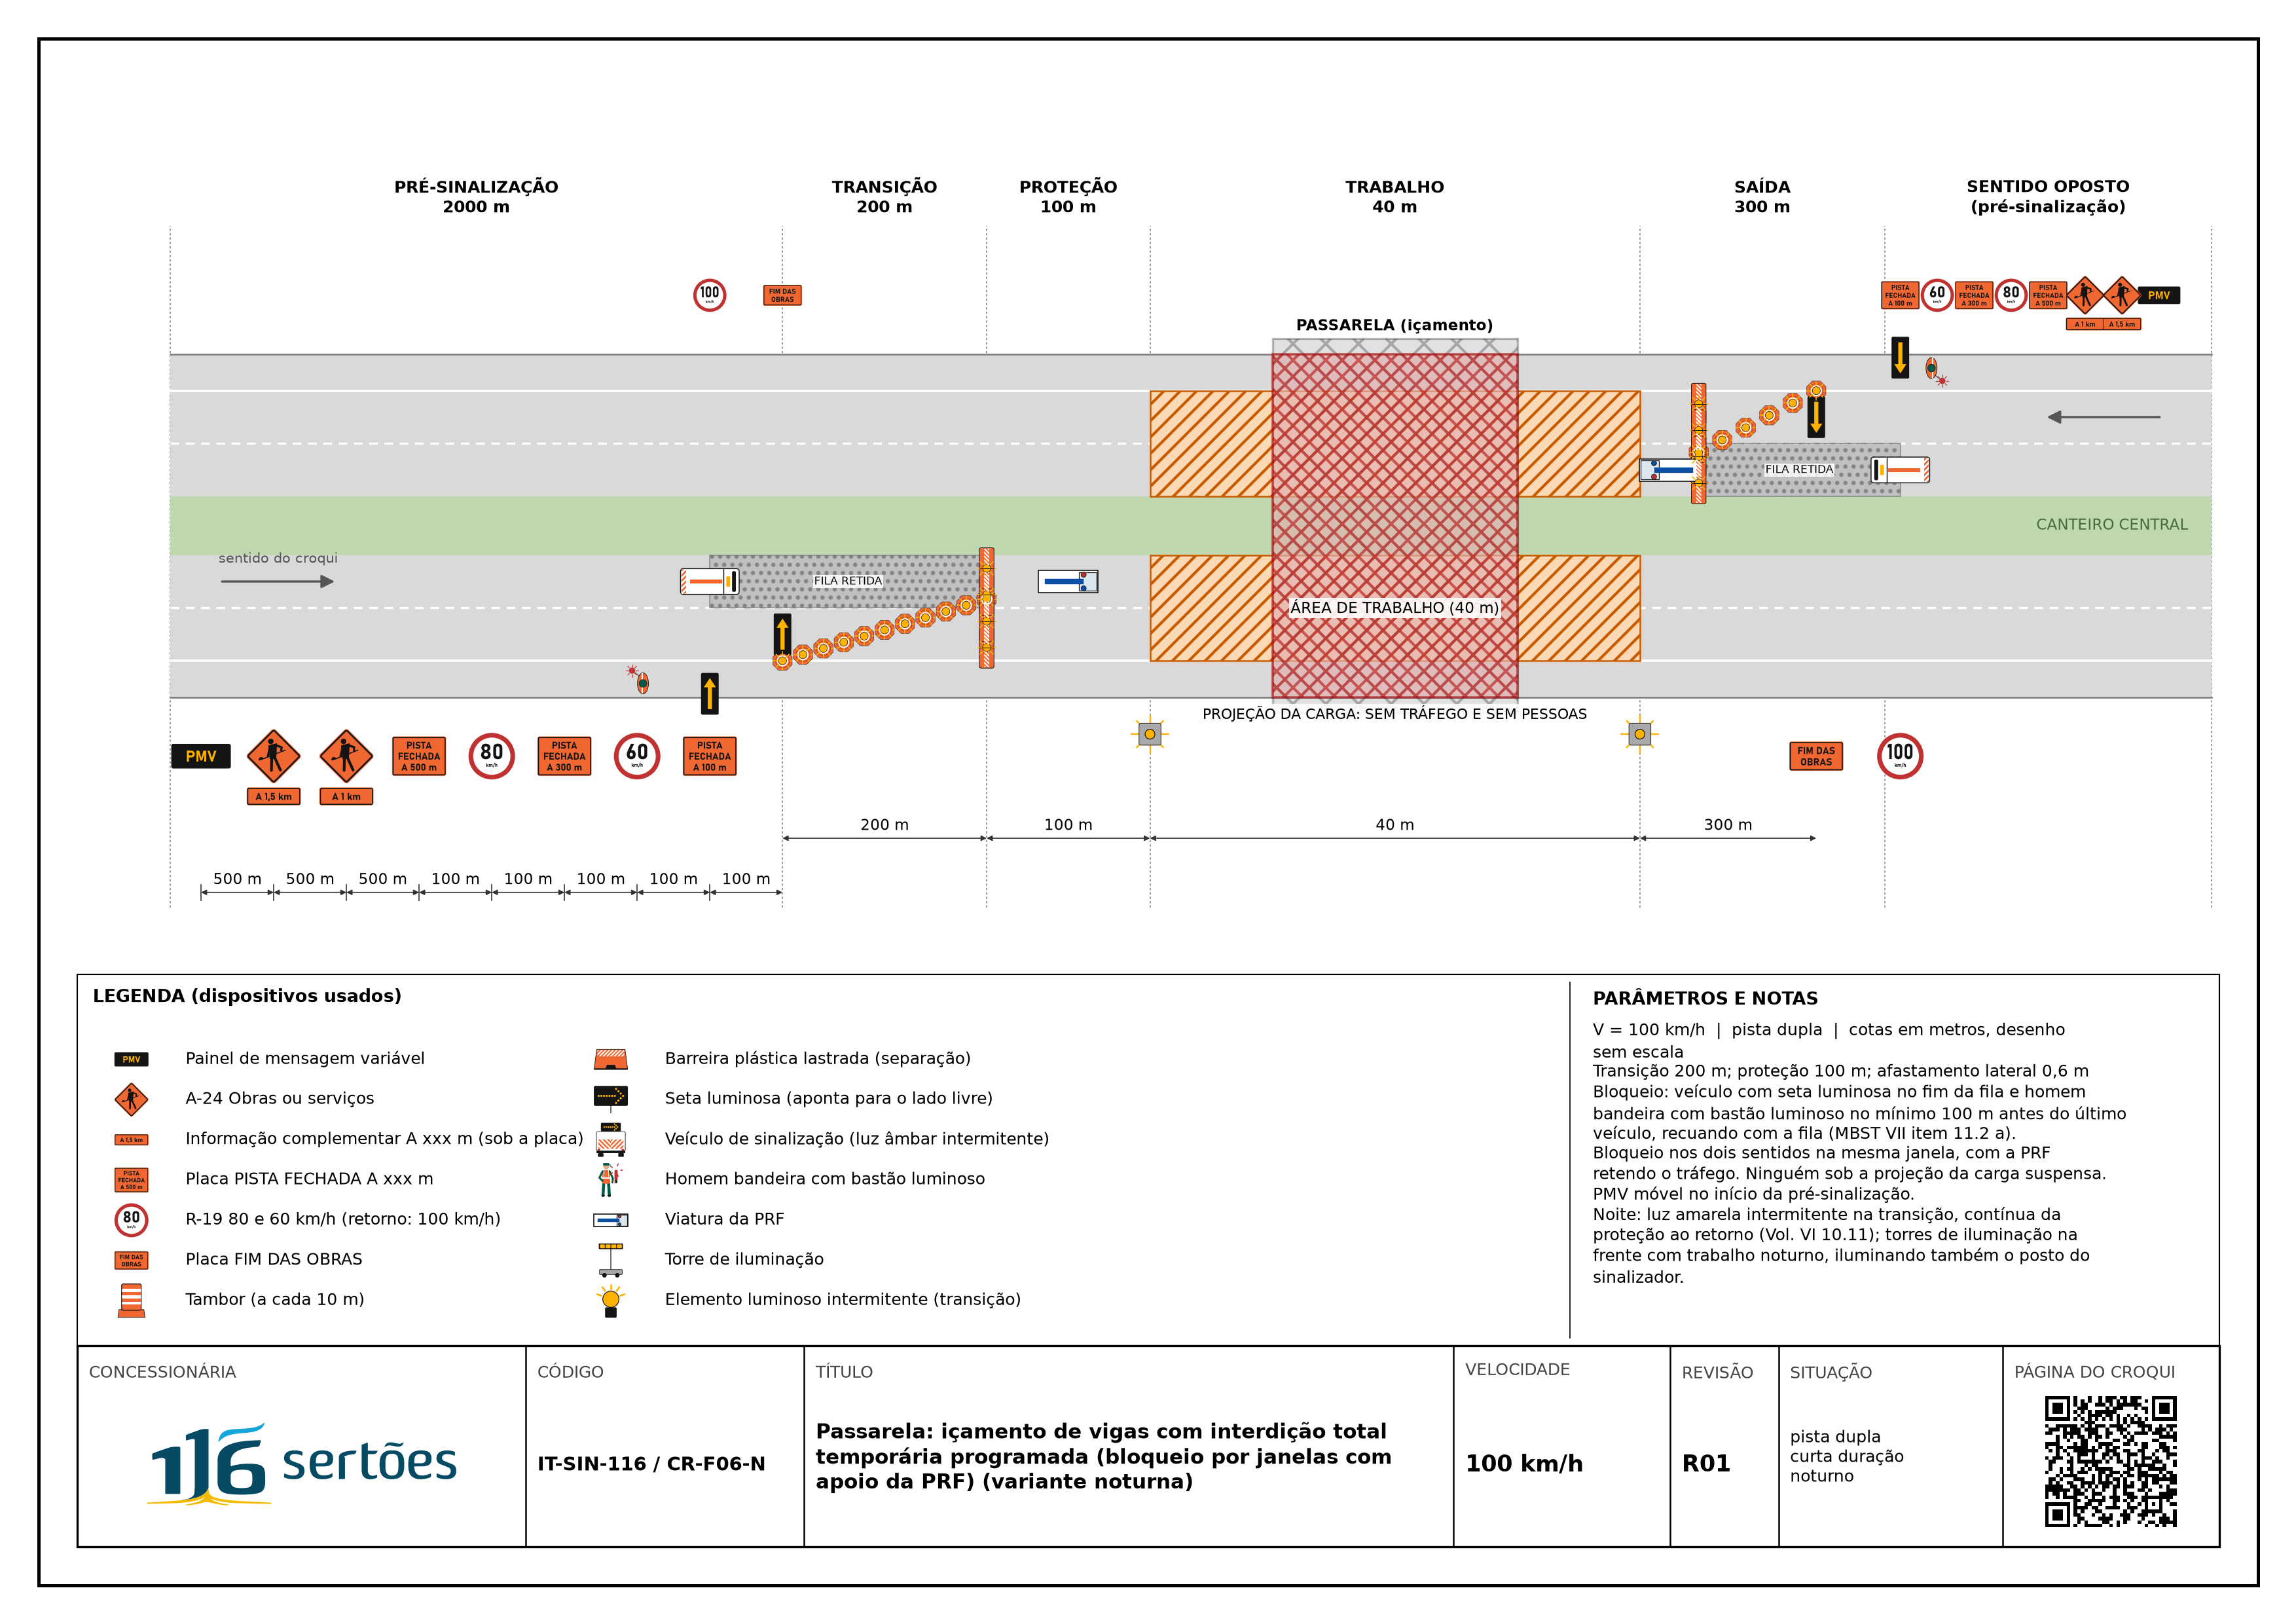 PRÉ-SINALIZAÇÃO
2000 m
TRANSIÇÃO
200 m
PROTEÇÃO
100 m
TRABALHO
40 m
SAÍDA
300 m
SENTIDO OPOSTO
(pré-sinalização)
100
km/h
FIM DAS
OBRAS
PISTA
FECHADA
A 100 m
60
km/h
PISTA
FECHADA
A 300 m
80
km/h
PISTA
FECHADA
A 500 m
A 1 km
A 1,5 km
PMV
PASSARELA (içamento)
FILA RETIDA
CANTEIRO CENTRAL
sentido do croqui
FILA RETIDA
ÁREA DE TRABALHO (40 m)
PROJEÇÃO DA CARGA: SEM TRÁFEGO E SEM PESSOAS
PMV
A 1,5 km
A 1 km
PISTA
FECHADA
A 500 m
80
km/h
PISTA
FECHADA
A 300 m
60
km/h
PISTA
FECHADA
A 100 m
FIM DAS
OBRAS
100
km/h
200 m
100 m
40 m
300 m
500 m
500 m
500 m
100 m
100 m
100 m
100 m
100 m
LEGENDA (dispositivos usados)
PMV
Painel de mensagem variável
A-24 Obras ou serviços
A 1,5 km
Informação complementar A xxx m (sob a placa)
PISTA
FECHADA
A 500 m
Placa PISTA FECHADA A xxx m
80
km/h
R-19 80 e 60 km/h (retorno: 100 km/h)
FIM DAS
OBRAS
Placa FIM DAS OBRAS
Tambor (a cada 10 m)
Barreira plástica lastrada (separação)
Seta luminosa (aponta para o lado livre)
Veículo de sinalização (luz âmbar intermitente)
Homem bandeira com bastão luminoso
Viatura da PRF
Torre de iluminação
Elemento luminoso intermitente (transição)
PARÂMETROS E NOTAS
V = 100 km/h | pista dupla | cotas em metros, desenho
sem escala
Transição 200 m; proteção 100 m; afastamento lateral 0,6 m
Bloqueio: veículo com seta luminosa no fim da fila e homem
bandeira com bastão luminoso no mínimo 100 m antes do último
veículo, recuando com a fila (MBST VII item 11.2 a).
Bloqueio nos dois sentidos na mesma janela, com a PRF
retendo o tráfego. Ninguém sob a projeção da carga suspensa.
PMV móvel no início da pré-sinalização.
Noite: luz amarela intermitente na transição, contínua da
proteção ao retorno (Vol. VI 10.11); torres de iluminação na
frente com trabalho noturno, iluminando também o posto do
sinalizador.
CONCESSIONÁRIA
116 sertões
CÓDIGO
IT-SIN-116 / CR-F06-N
TÍTULO
Passarela: içamento de vigas com interdição total
temporária programada (bloqueio por janelas com
apoio da PRF) (variante noturna)
VELOCIDADE
100 km/h
REVISÃO
R01
SITUAÇÃO
pista dupla
curta duração
noturno
PÁGINA DO CROQUI